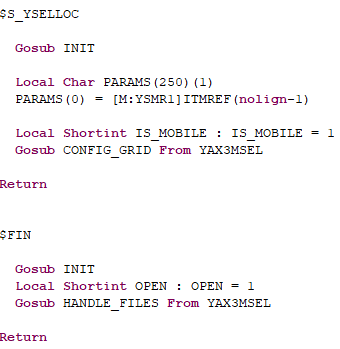 $S_YSELLOC
Gosub INIT
Local Char PARAMS(250)(1)
PARAMS(0) = [M:YSMR1]ITMREF(nolign-1)
Local Shortint IS_MOBILE : IS_MOBILE = 1
Gosub CONFIG_GRID From YAX3MSEL
Return
$FIN
Gosub INIT
Local Shortint OPEN : OPEN = 1
Gosub HANDLE_FILES From YAX3MSEL
Return